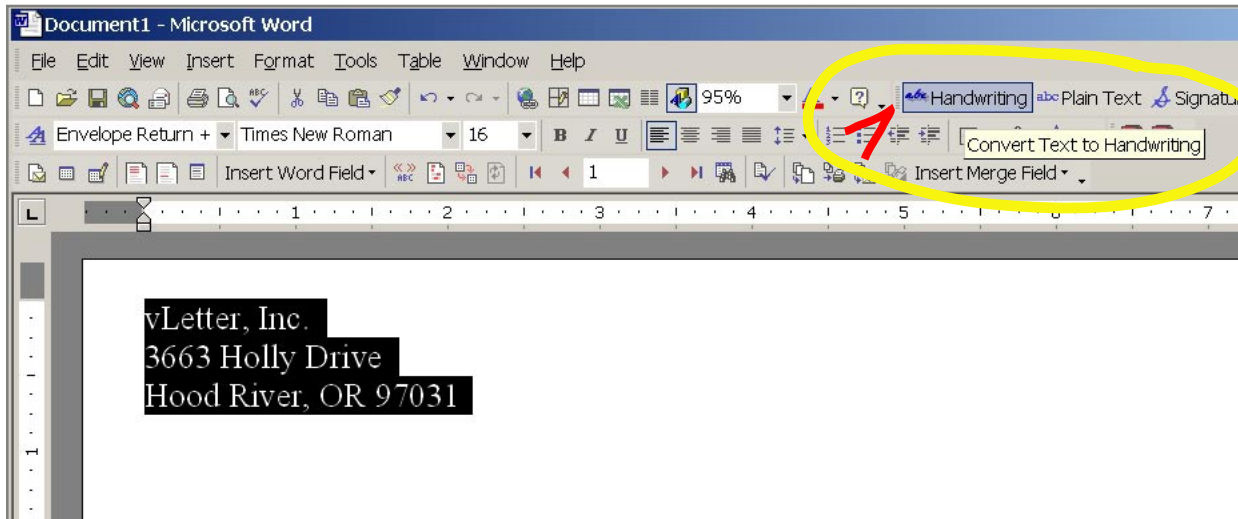 Document1 - Microsoft Word
File Edit View Insert Format Tools Table Window Help
95% Handwriting abc Plain Text
Envelope Return + Times New Roman 16 B I U
Convert Text to Handwriting
Insert Word Field 1 Insert Merge Field
1 2 3 4 5 7
vLetter, Inc.
3663 Holly Drive
Hood River, OR 97031
1